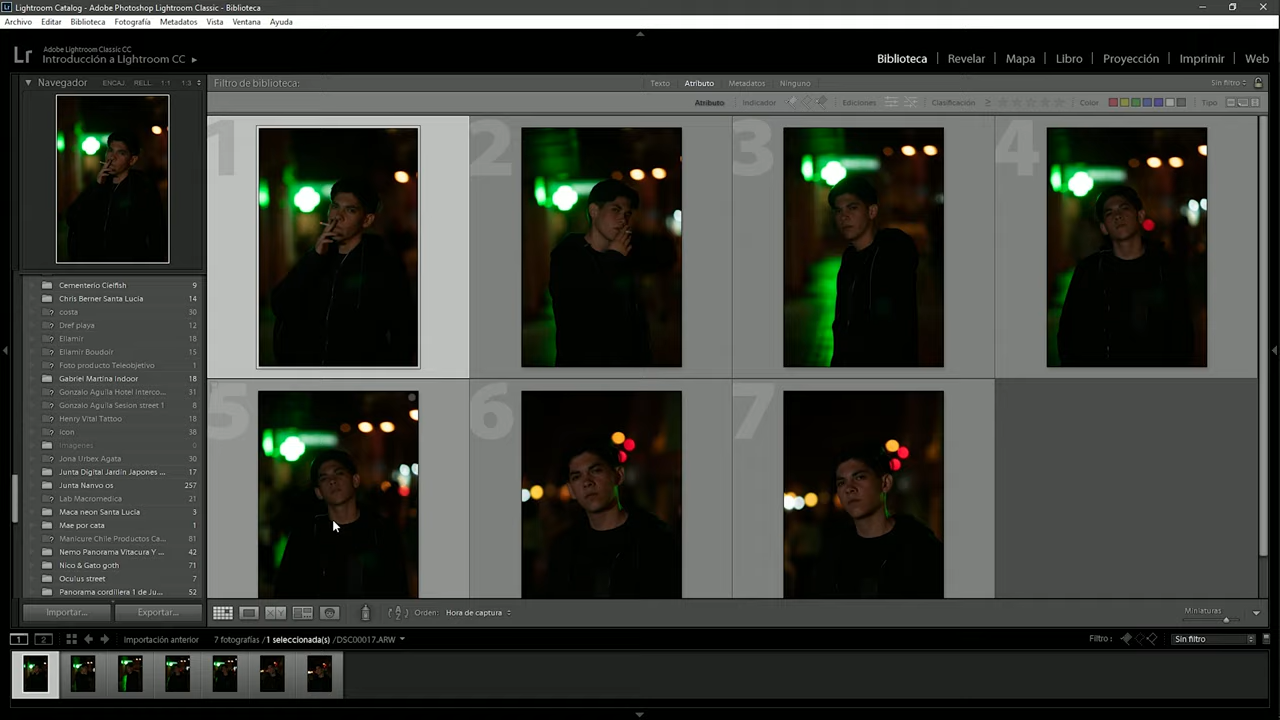 Lightroom Catalog - Adobe Photoshop Lightroom Classic - Biblioteca
Archivo Editar Biblioteca Fotografía Metadatos Vista Ventana Ayuda
Lr Adobe Lightroom Classic CC
Introducción a Lightroom CC
Biblioteca | Revelar | Mapa | Libro | Imprimir | Proyección | Web
Navegador ENCAJ. RELL. 1:1 1:3
Filtro de biblioteca: Texto Atributo Metadatos Ninguno Sin filtro
Atributo Indicador Ediciones Clasificación ≥ Color Tipo
1 2 3 4
5 6 7
Cementerio Cielfish 9
Chris Berner Santa Lucía 14
costa 30
Dref playa 12
Ellamir 18
Ellamir Boudoir 15
Foto producto Teleobjetivo 1
Gabriel Martina Indoor 18
Gonzalo Aguila Hotel Interco... 31
Gonzalo Aguila Sesion street 1 8
Henry Vital Tattoo 18
icon 38
Imagenes 0
Jona Urbex Agata 30
Junta Digital Jardin Japones ... 17
Junta Nanvo os 257
Lab Macromedica 21
Maca neon Santa Lucía 3
Mae por cata 1
Manicure Chile Productos Ca... 81
Nemo Panorama Vitacura Y ... 42
Nico & Gato goth 71
Oculus street 7
Panorama cordillera 1 de Ju... 52
Importar... Exportar...
Orden: Hora de captura
Miniaturas
1 2 Importación anterior 7 fotografías / 1 seleccionada(s) /DSC00017.ARW
Filtro : Sin filtro